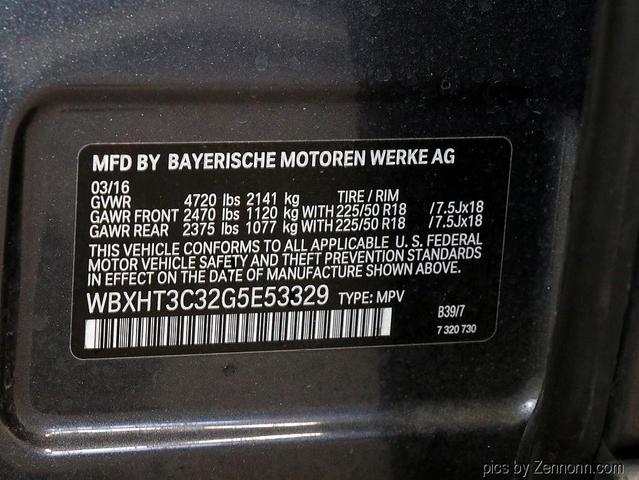 MFD BY BAYERISCHE MOTOREN WERKE AG
03/16
GVWR 4720 lbs 2141 kg TIRE / RIM
GAWR FRONT 2470 lbs 1120 kg WITH 225/50 R18 /7.5Jx18
GAWR REAR 2375 lbs 1077 kg WITH 225/50 R18 /7.5Jx18
THIS VEHICLE CONFORMS TO ALL APPLICABLE U. S. FEDERAL
MOTOR VEHICLE SAFETY AND THEFT PREVENTION STANDARDS
IN EFFECT ON THE DATE OF MANUFACTURE SHOWN ABOVE.
WBXHT3C32G5E53329 TYPE: MPV
B39/7
7 320 730
pics by Zennonn.com